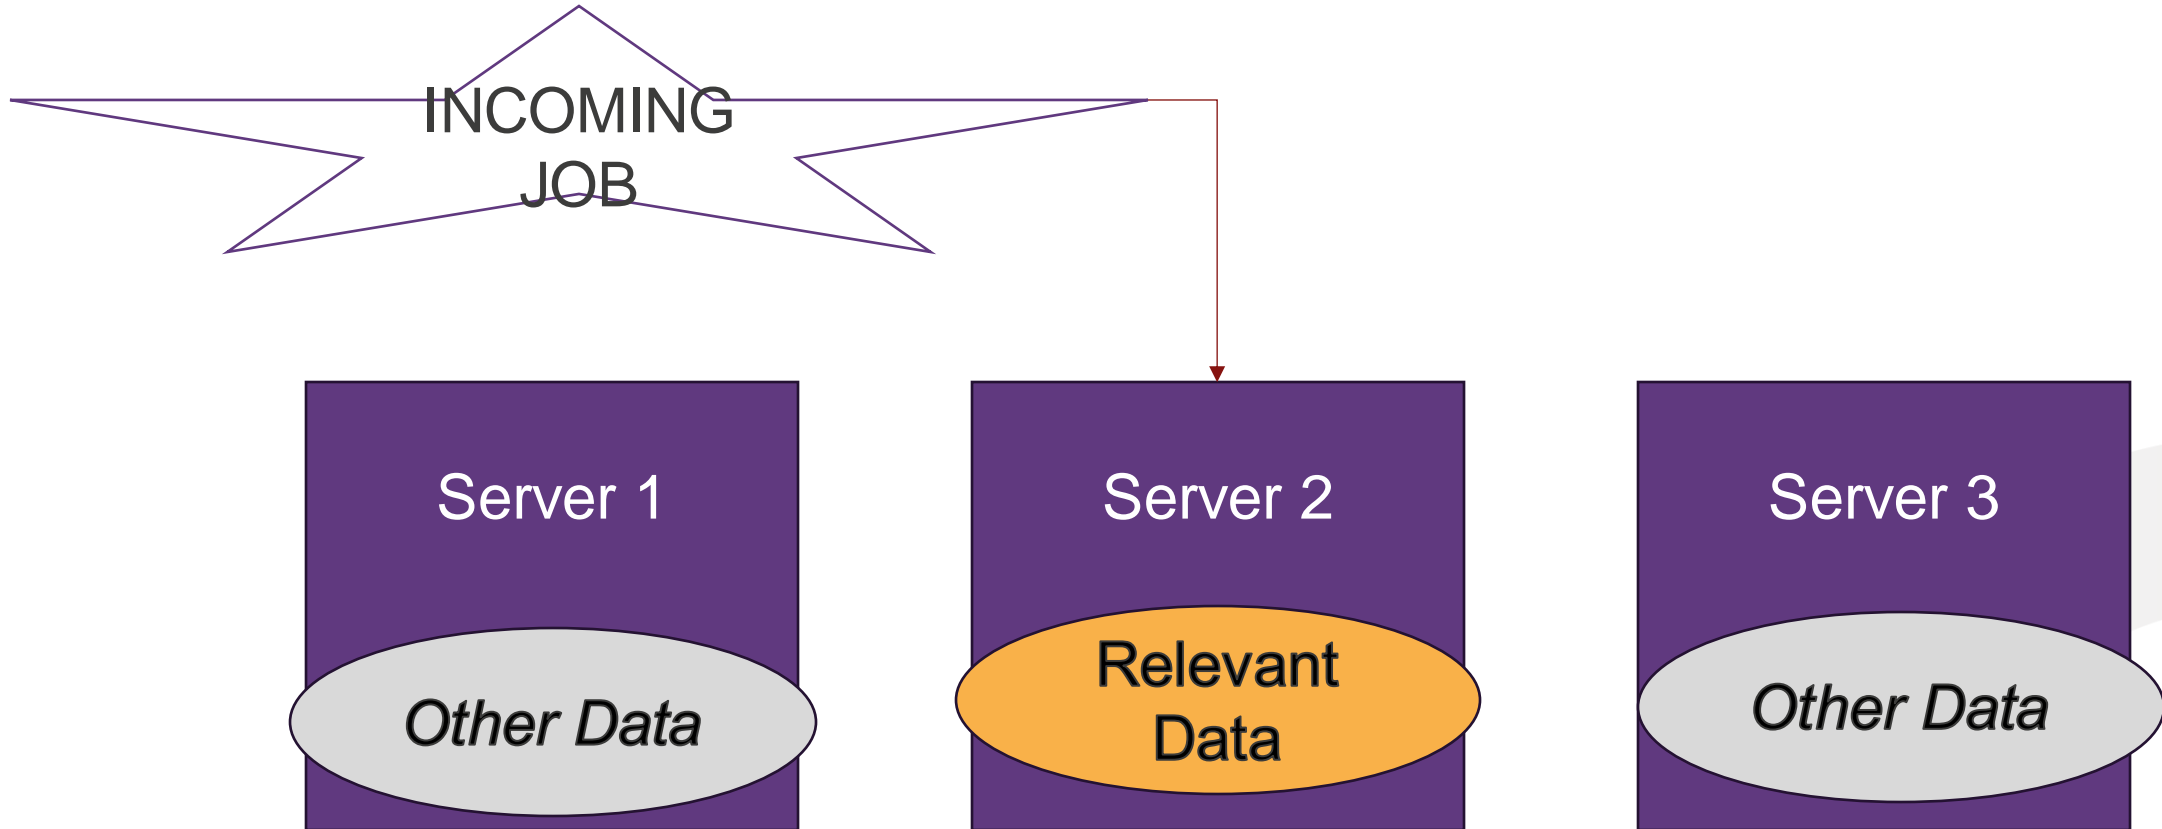 INCOMING
JOB
Server 1
Server 2
Server 3
Other Data
Relevant
Data
Other Data